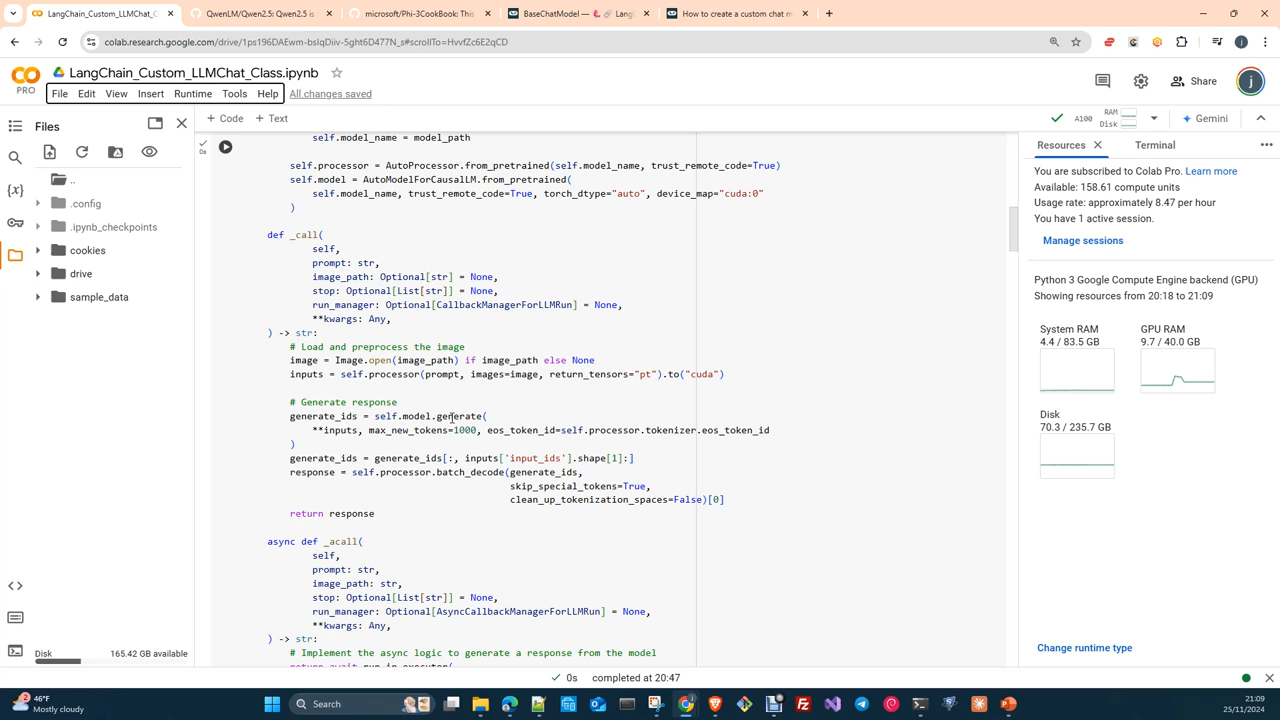 LangChain_Custom_LLMChat_C
QwenLM/Qwen2.5: Qwen2.5 is t
microsoft/Phi-3CookBook: This
BaseChatModel — 🦜🔗 Lang
How to create a custom chat m
colab.research.google.com/drive/1ps196DAEwm-bsIqDiiv-5ght6D477N_s#scrollTo=HvvfZc6E2qCD
PRO
LangChain_Custom_LLMChat_Class.ipynb
File Edit View Insert Runtime Tools Help All changes saved
Share
j
+ Code + Text
A100
RAM
Disk
Gemini
Files
..
.config
.ipynb_checkpoints
cookies
drive
sample_data
Disk 165.42 GB available
0s
self.model_name = model_path
self.processor = AutoProcessor.from_pretrained(self.model_name, trust_remote_code=True)
self.model = AutoModelForCausalLM.from_pretrained(
self.model_name, trust_remote_code=True, torch_dtype="auto", device_map="cuda:0"
)
def _call(
self,
prompt: str,
image_path: Optional[str] = None,
stop: Optional[List[str]] = None,
run_manager: Optional[CallbackManagerForLLMRun] = None,
**kwargs: Any,
) -> str:
# Load and preprocess the image
image = Image.open(image_path) if image_path else None
inputs = self.processor(prompt, images=image, return_tensors="pt").to("cuda")
# Generate response
generate_ids = self.model.generate(
**inputs, max_new_tokens=1000, eos_token_id=self.processor.tokenizer.eos_token_id
)
generate_ids = generate_ids[:, inputs['input_ids'].shape[1]:]
response = self.processor.batch_decode(generate_ids,
skip_special_tokens=True,
clean_up_tokenization_spaces=False)[0]
return response
async def _acall(
self,
prompt: str,
image_path: str,
stop: Optional[List[str]] = None,
run_manager: Optional[AsyncCallbackManagerForLLMRun] = None,
**kwargs: Any,
) -> str:
# Implement the async logic to generate a response from the model
return await run_in_executor(
Resources
Terminal
You are subscribed to Colab Pro. Learn more
Available: 158.61 compute units
Usage rate: approximately 8.47 per hour
You have 1 active session.
Manage sessions
Python 3 Google Compute Engine backend (GPU)
Showing resources from 20:18 to 21:09
System RAM
4.4 / 83.5 GB
GPU RAM
9.7 / 40.0 GB
Disk
70.3 / 235.7 GB
Change runtime type
0s completed at 20:47
46°F
Mostly cloudy
Search
21:09
25/11/2024